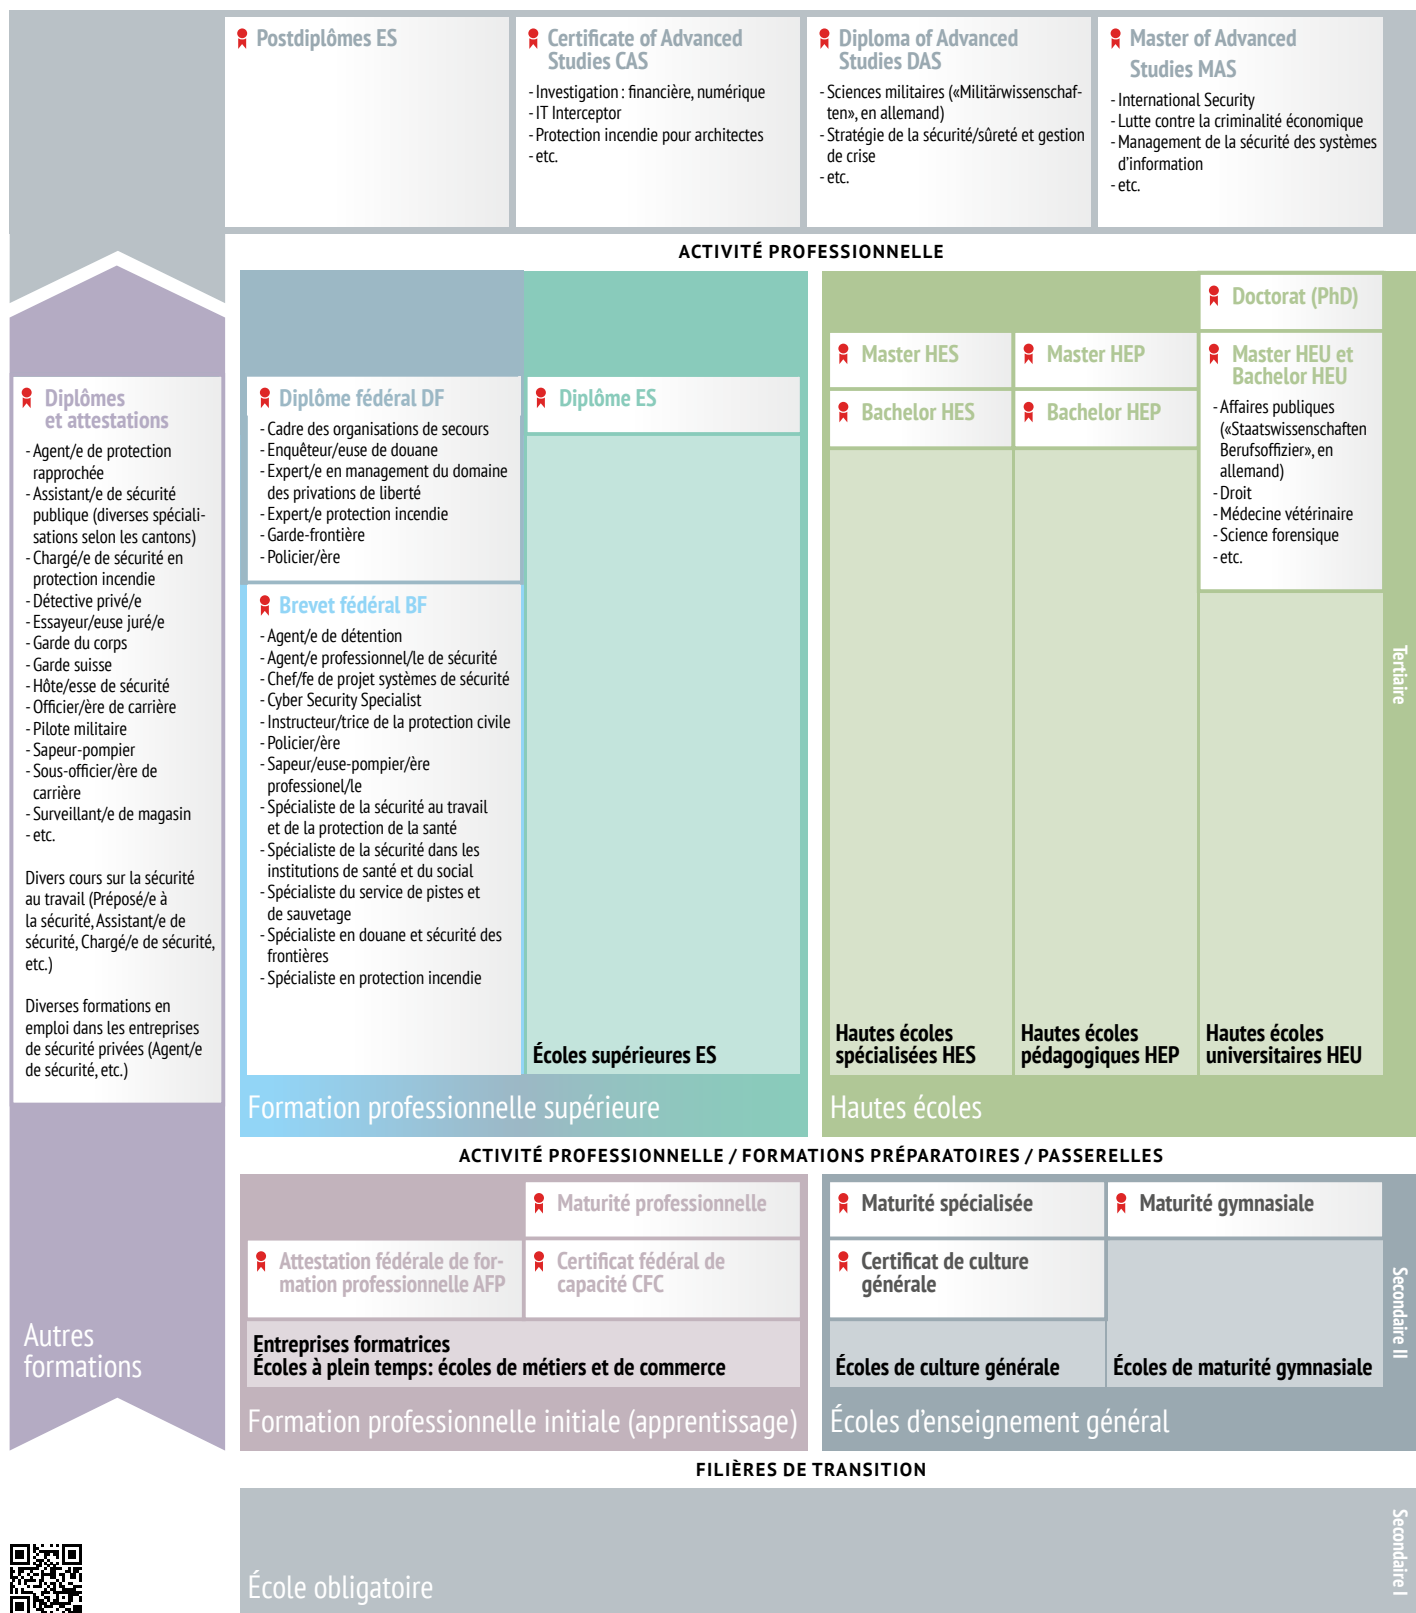 Postdiplômes ES
Certificate of Advanced
Studies CAS
- Investigation : financière, numérique
- IT Interceptor
- Protection incendie pour architectes
- etc.
Diploma of Advanced
Studies DAS
- Sciences militaires («Militärwissenschaf-
ten», en allemand)
- Stratégie de la sécurité/sûreté et gestion
de crise
- etc.
Master of Advanced
Studies MAS
- International Security
- Lutte contre la criminalité économique
- Management de la sécurité des systèmes
d’information
- etc.
ACTIVITÉ PROFESSIONNELLE
Diplômes
et attestations
- Agent/e de protection
rapprochée
- Assistant/e de sécurité
publique (diverses spéciali-
sations selon les cantons)
- Chargé/e de sécurité en
protection incendie
- Détective privé/e
- Essayeur/euse juré/e
- Garde du corps
- Garde suisse
- Hôte/esse de sécurité
- Officier/ère de carrière
- Pilote militaire
- Sapeur-pompier
- Sous-officier/ère de
carrière
- Surveillant/e de magasin
- etc.
Divers cours sur la sécurité
au travail (Préposé/e à
la sécurité, Assistant/e de
sécurité, Chargé/e de sécurité,
etc.)
Diverses formations en
emploi dans les entreprises
de sécurité privées (Agent/e
de sécurité, etc.)
Autres
formations
Diplôme fédéral DF
- Cadre des organisations de secours
- Enquêteur/euse de douane
- Expert/e en management du domaine
des privations de liberté
- Expert/e protection incendie
- Garde-frontière
- Policier/ère
Brevet fédéral BF
- Agent/e de détention
- Agent/e professionnel/le de sécurité
- Chef/fe de projet systèmes de sécurité
- Cyber Security Specialist
- Instructeur/trice de la protection civile
- Policier/ère
- Sapeur/euse-pompier/ère
professionel/le
- Spécialiste de la sécurité au travail
et de la protection de la santé
- Spécialiste de la sécurité dans les
institutions de santé et du social
- Spécialiste du service de pistes et
de sauvetage
- Spécialiste en douane et sécurité des
frontières
- Spécialiste en protection incendie
Diplôme ES
Écoles supérieures ES
Formation professionnelle supérieure
Master HES
Bachelor HES
Hautes écoles
spécialisées HES
Master HEP
Bachelor HEP
Hautes écoles
pédagogiques HEP
Doctorat (PhD)
Master HEU et
Bachelor HEU
- Affaires publiques
(«Staatswissenschaften
Berufsoffizier», en
allemand)
- Droit
- Médecine vétérinaire
- Science forensique
- etc.
Hautes écoles
universitaires HEU
Hautes écoles
Tertiaire
ACTIVITÉ PROFESSIONNELLE / FORMATIONS PRÉPARATOIRES / PASSERELLES
Maturité professionnelle
Attestation fédérale de for-
mation professionnelle AFP
Certificat fédéral de
capacité CFC
Entreprises formatrices
Écoles à plein temps: écoles de métiers et de commerce
Formation professionnelle initiale (apprentissage)
Maturité spécialisée
Certificat de culture
générale
Écoles de culture générale
Maturité gymnasiale
Écoles de maturité gymnasiale
Écoles d’enseignement général
Secondaire II
FILIÈRES DE TRANSITION
École obligatoire
Secondaire I